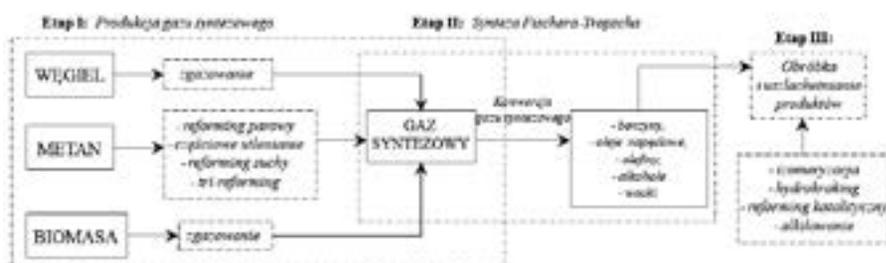 Etap I: Produkcja gazu syntezowego
Etap II: Synteza Fischera-Tropscha
Etap III:
WĘGIEL
zgazowanie
METAN
- reforming parowy
- częściowe utlenianie
- reforming suchy
- tri-reforming
BIOMASA
zgazowanie
GAZ
SYNTEZOWY
Konwersja
gazu syntezowego
- benzyny,
- oleje napędowe,
- olefiny,
- alkohole
- woski
Obróbka
i uszlachetnianie
produktów
- izomeryzacja
- hydrokraking
- reforming katalityczny
- alkilowanie